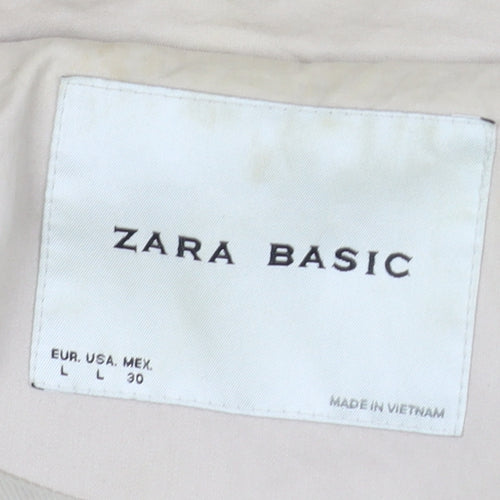 ZARA BASIC
EUR. USA. MEX.
L L 30
MADE IN VIETNAM